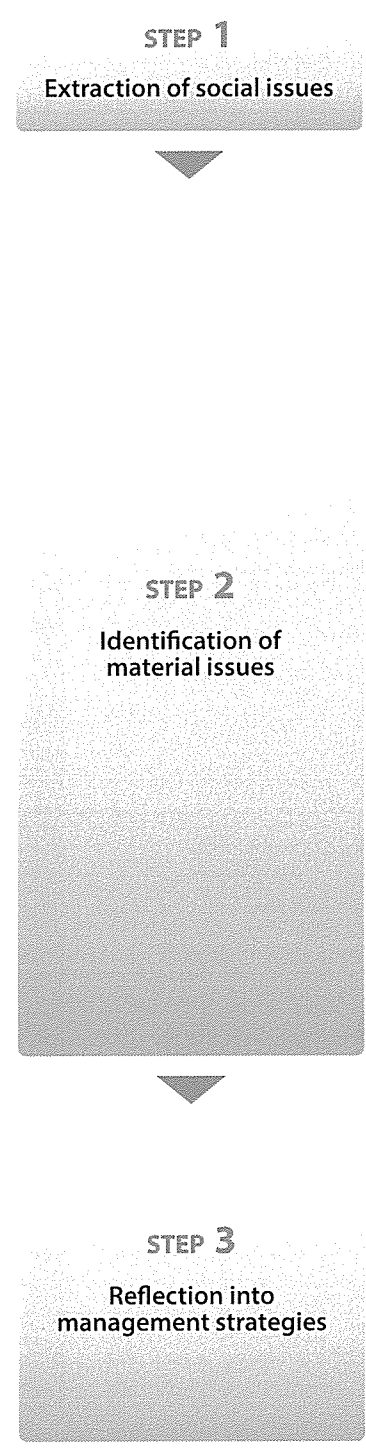 STEP 1
Extraction of social issues
STEP 2
Identification of
material issues
STEP 3
Reflection into
management strategies